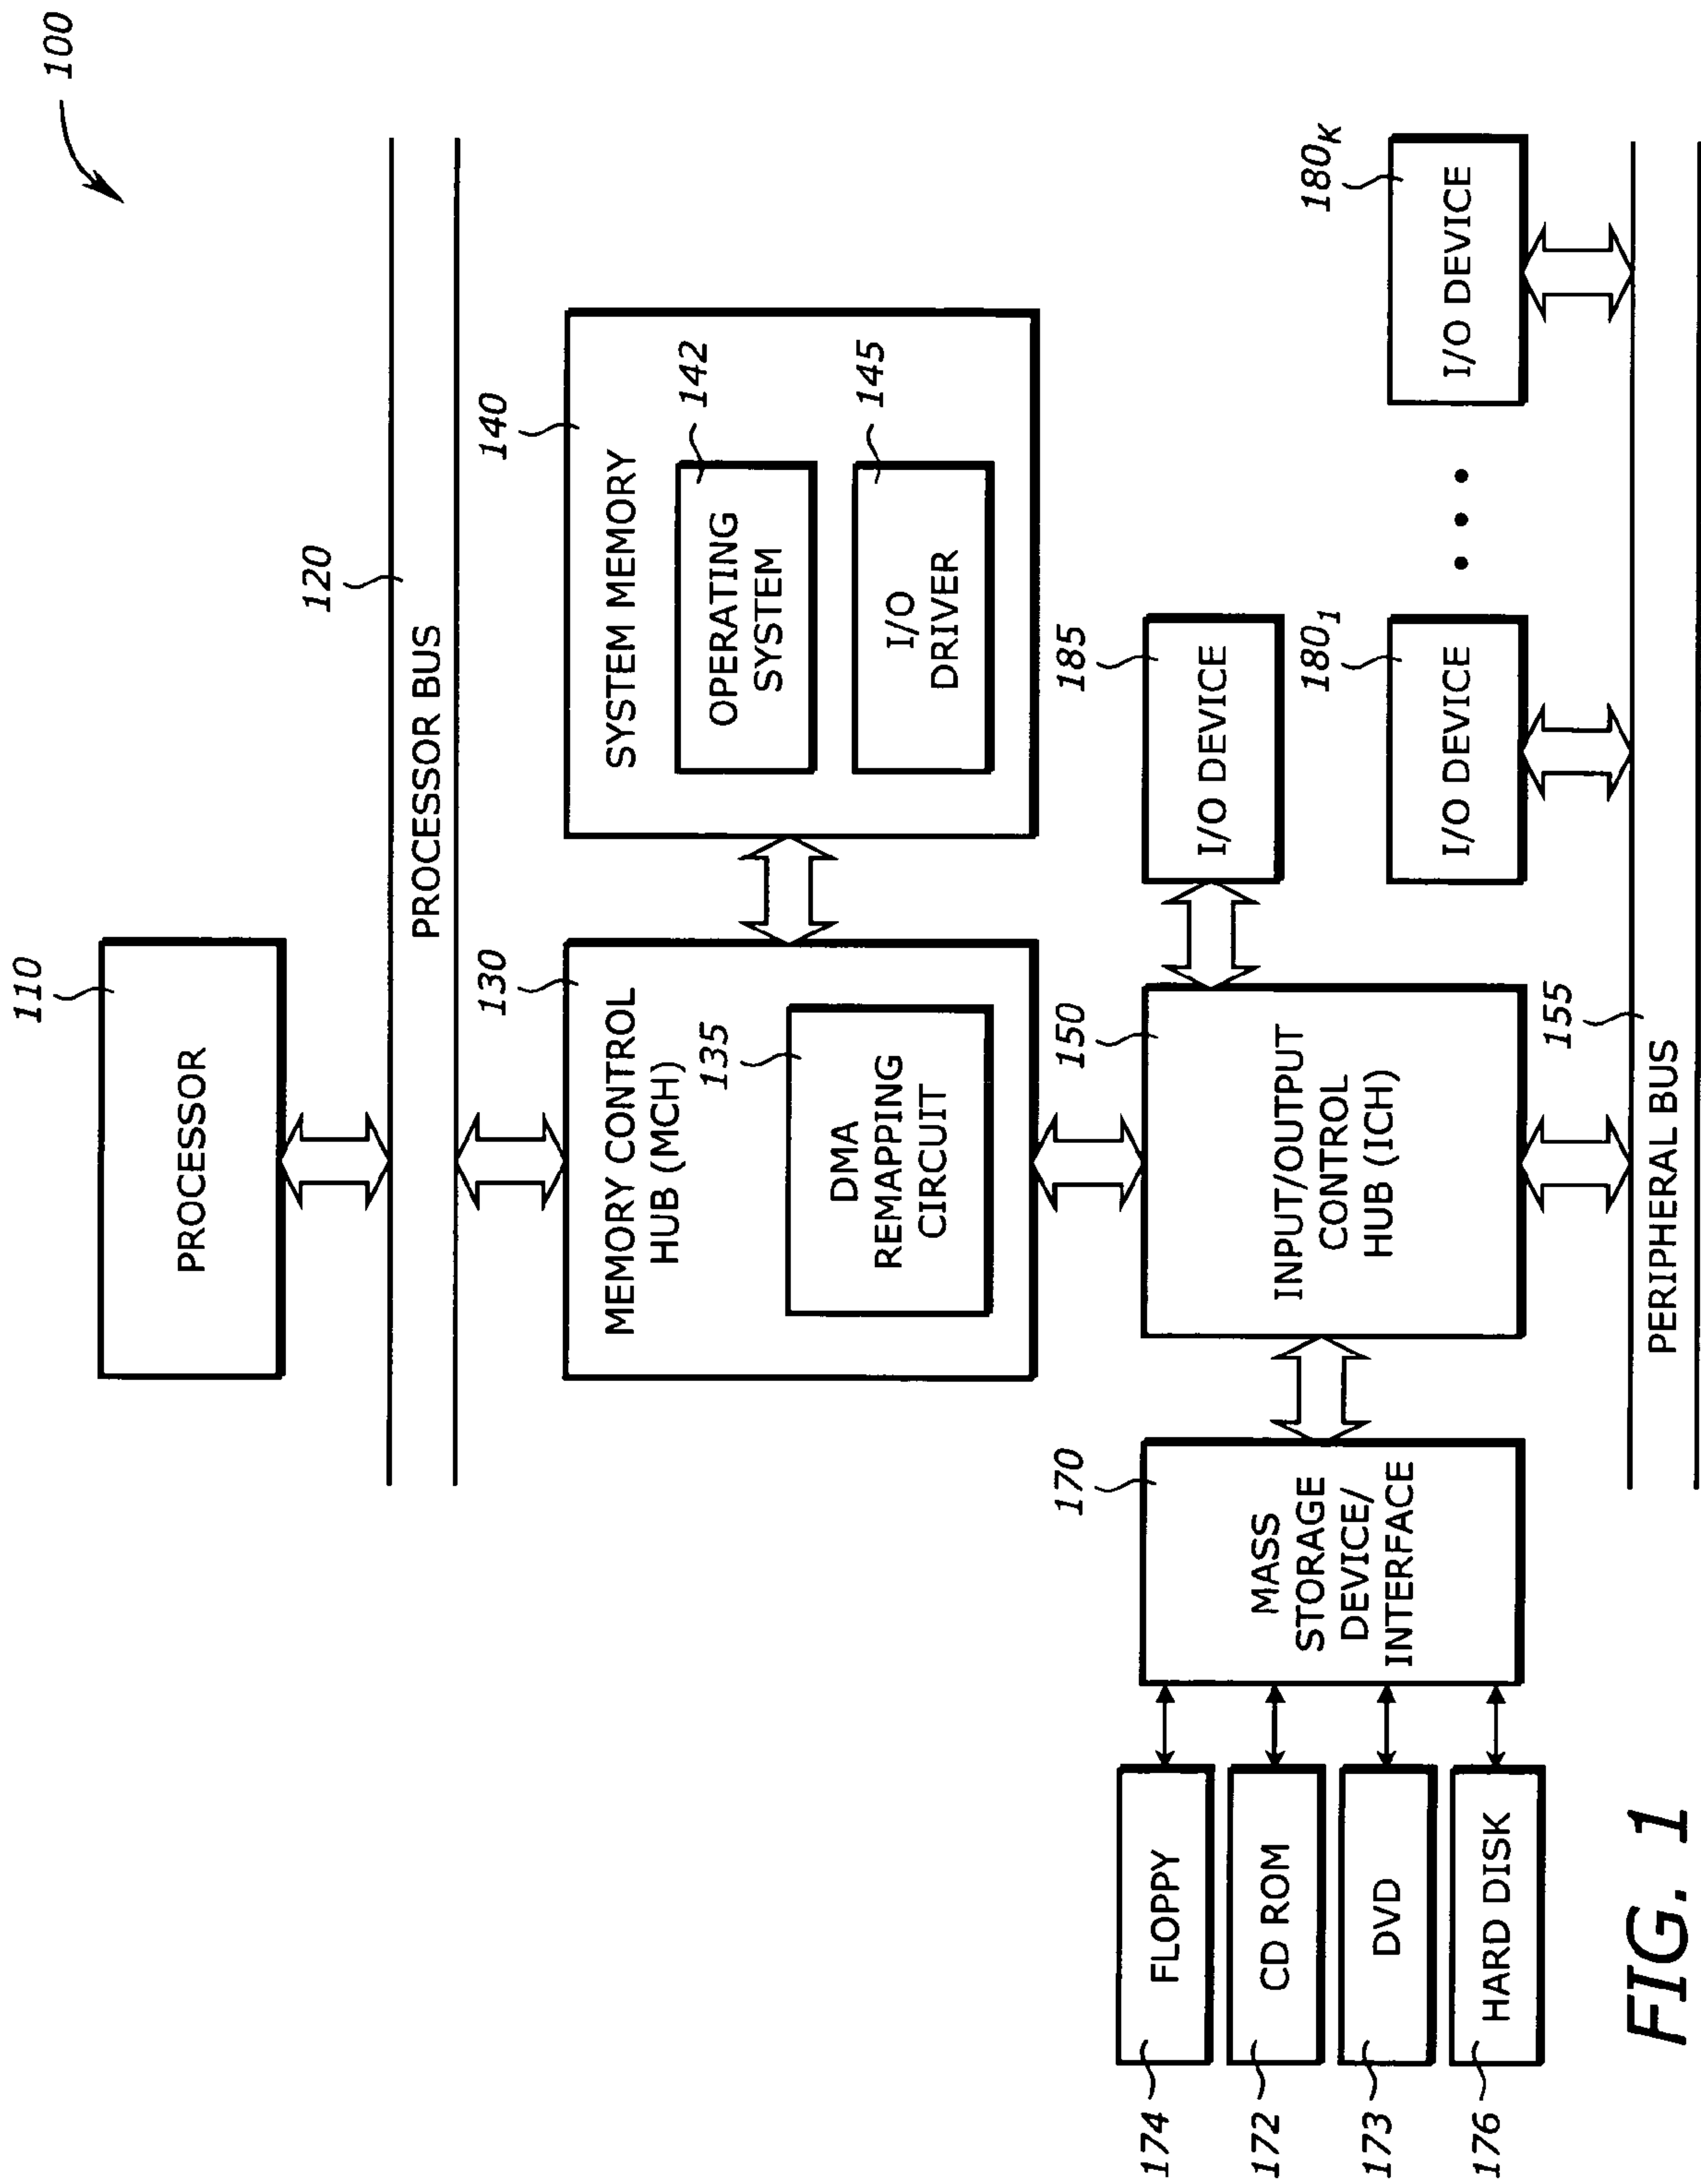 100
110
PROCESSOR
120
PROCESSOR BUS
130
MEMORY CONTROL
HUB (MCH)
135
DMA
REMAPPING
CIRCUIT
140
SYSTEM MEMORY
142
OPERATING
SYSTEM
145
I/O
DRIVER
174
FLOPPY
172
CD ROM
173
DVD
176
HARD DISK
170
MASS
STORAGE
DEVICE/
INTERFACE
150
INPUT/OUTPUT
CONTROL
HUB (ICH)
185
I/O DEVICE
180₁
I/O DEVICE
• • •
180K
I/O DEVICE
155
PERIPHERAL BUS
FIG. 1